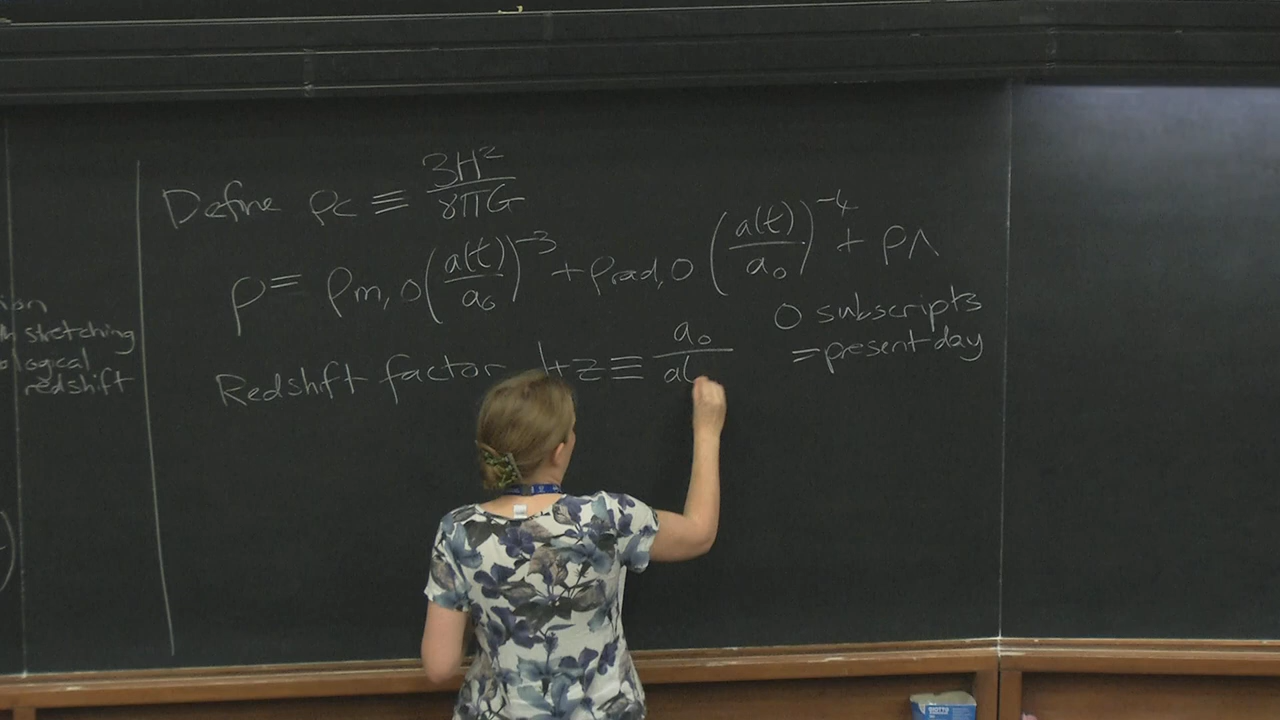 Define ρc ≡ 3H²/8πG
ρ = ρm,0 (a(t)/a₀)⁻³ + ρrad,0 (a(t)/a₀)⁻⁴ + ρΛ
0 subscripts
= present day
Redshift factor 1+z ≡ a₀/a(
stretching
redshift